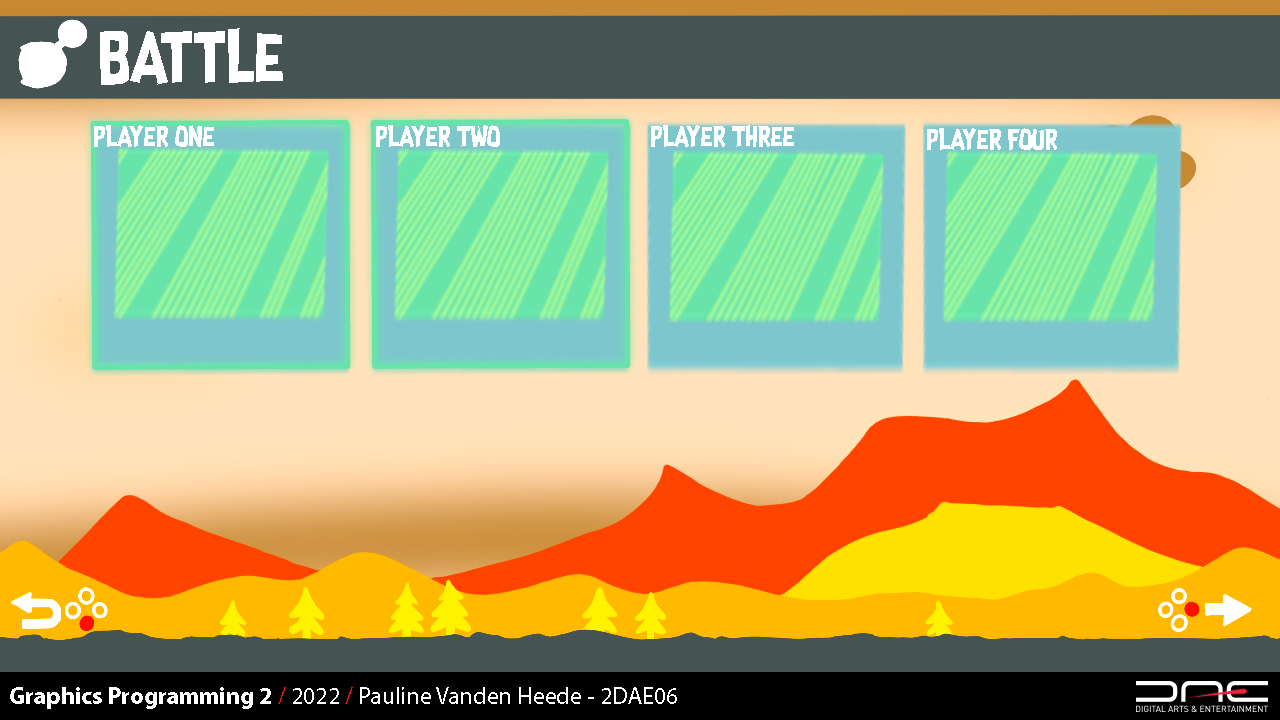 BATTLE
PLAYER ONE
PLAYER TWO
PLAYER THREE
PLAYER FOUR
Graphics Programming 2 / 2022 / Pauline Vanden Heede - 2DAE06
DAE
DIGITAL ARTS & ENTERTAINMENT